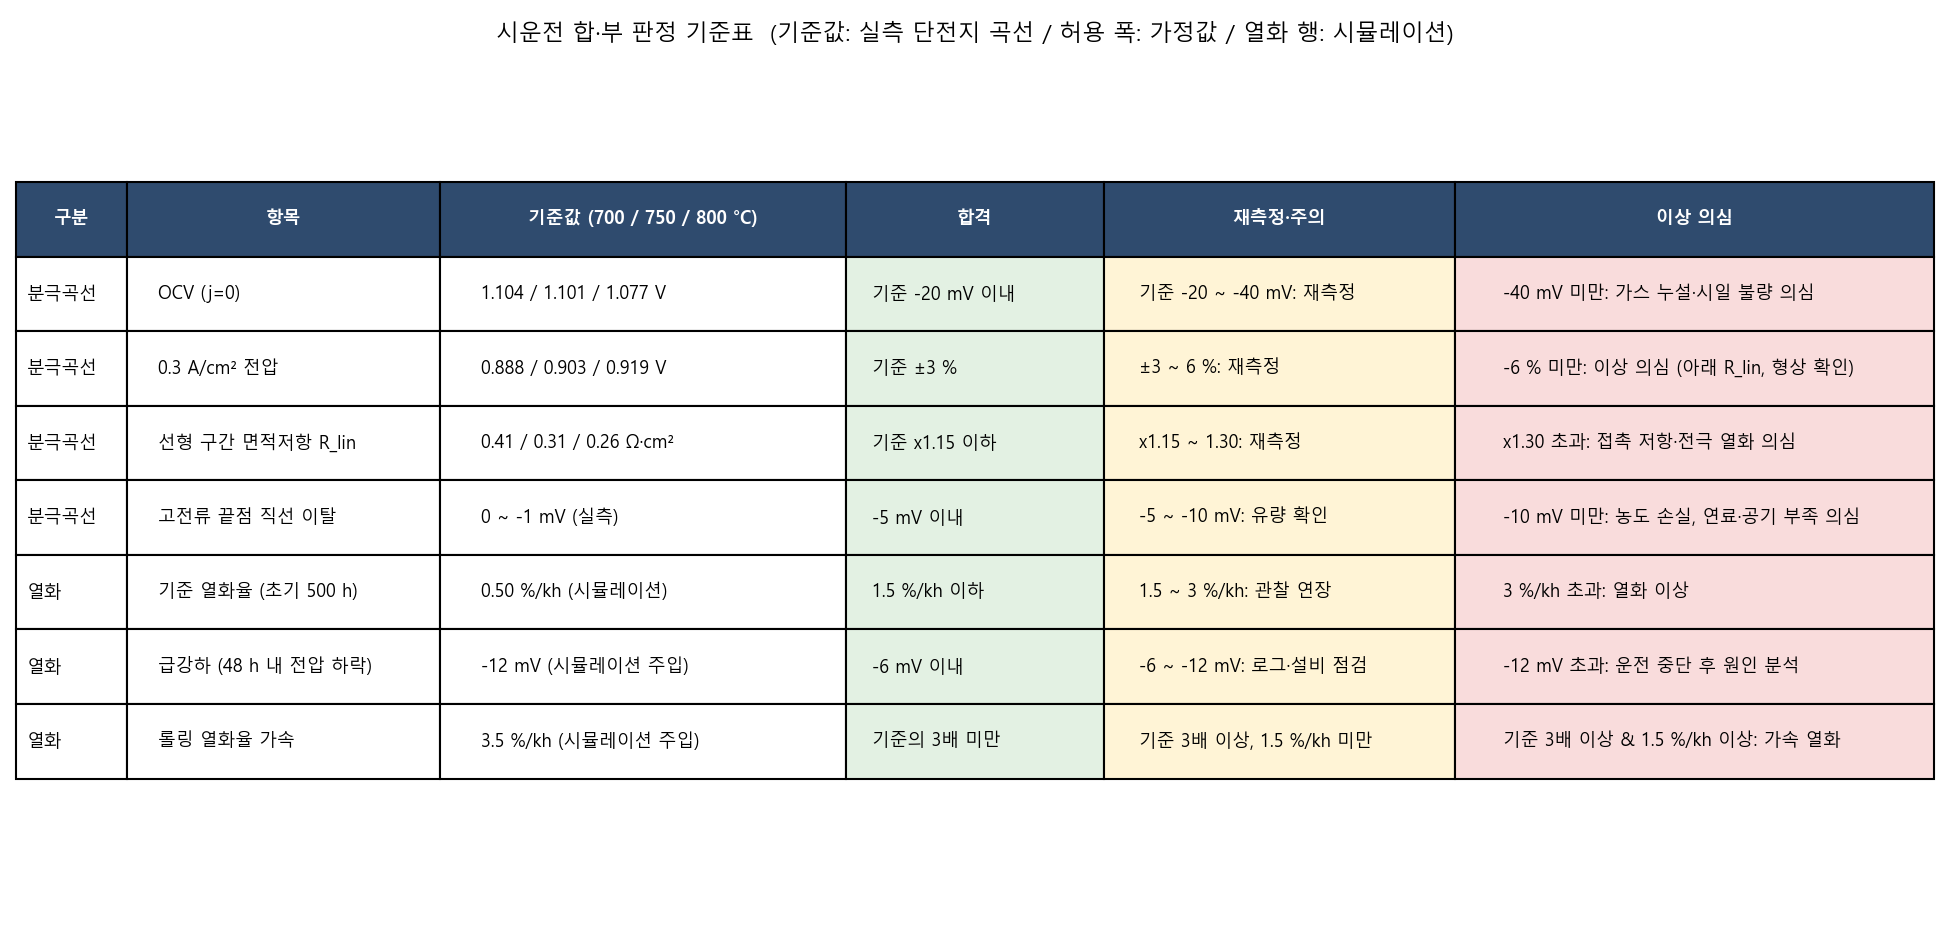 시운전 합·부 판정 기준표  (기준값: 실측 단전지 곡선 / 허용 폭: 가정값 / 열화 행: 시뮬레이션)
구분 항목 기준값 (700 / 750 / 800 °C) 합격 재측정·주의 이상 의심
분극곡선 OCV (j=0) 1.104 / 1.101 / 1.077 V 기준 -20 mV 이내 기준 -20 ~ -40 mV: 재측정 -40 mV 미만: 가스 누설·시일 불량 의심
분극곡선 0.3 A/cm² 전압 0.888 / 0.903 / 0.919 V 기준 ±3 % ±3 ~ 6 %: 재측정 -6 % 미만: 이상 의심 (아래 R_lin, 형상 확인)
분극곡선 선형 구간 면적저항 R_lin 0.41 / 0.31 / 0.26 Ω·cm² 기준 x1.15 이하 x1.15 ~ 1.30: 재측정 x1.30 초과: 접촉 저항·전극 열화 의심
분극곡선 고전류 끝점 직선 이탈 0 ~ -1 mV (실측) -5 mV 이내 -5 ~ -10 mV: 유량 확인 -10 mV 미만: 농도 손실, 연료·공기 부족 의심
열화 기준 열화율 (초기 500 h) 0.50 %/kh (시뮬레이션) 1.5 %/kh 이하 1.5 ~ 3 %/kh: 관찰 연장 3 %/kh 초과: 열화 이상
열화 급강하 (48 h 내 전압 하락) -12 mV (시뮬레이션 주입) -6 mV 이내 -6 ~ -12 mV: 로그·설비 점검 -12 mV 초과: 운전 중단 후 원인 분석
열화 롤링 열화율 가속 3.5 %/kh (시뮬레이션 주입) 기준의 3배 미만 기준 3배 이상, 1.5 %/kh 미만 기준 3배 이상 & 1.5 %/kh 이상: 가속 열화